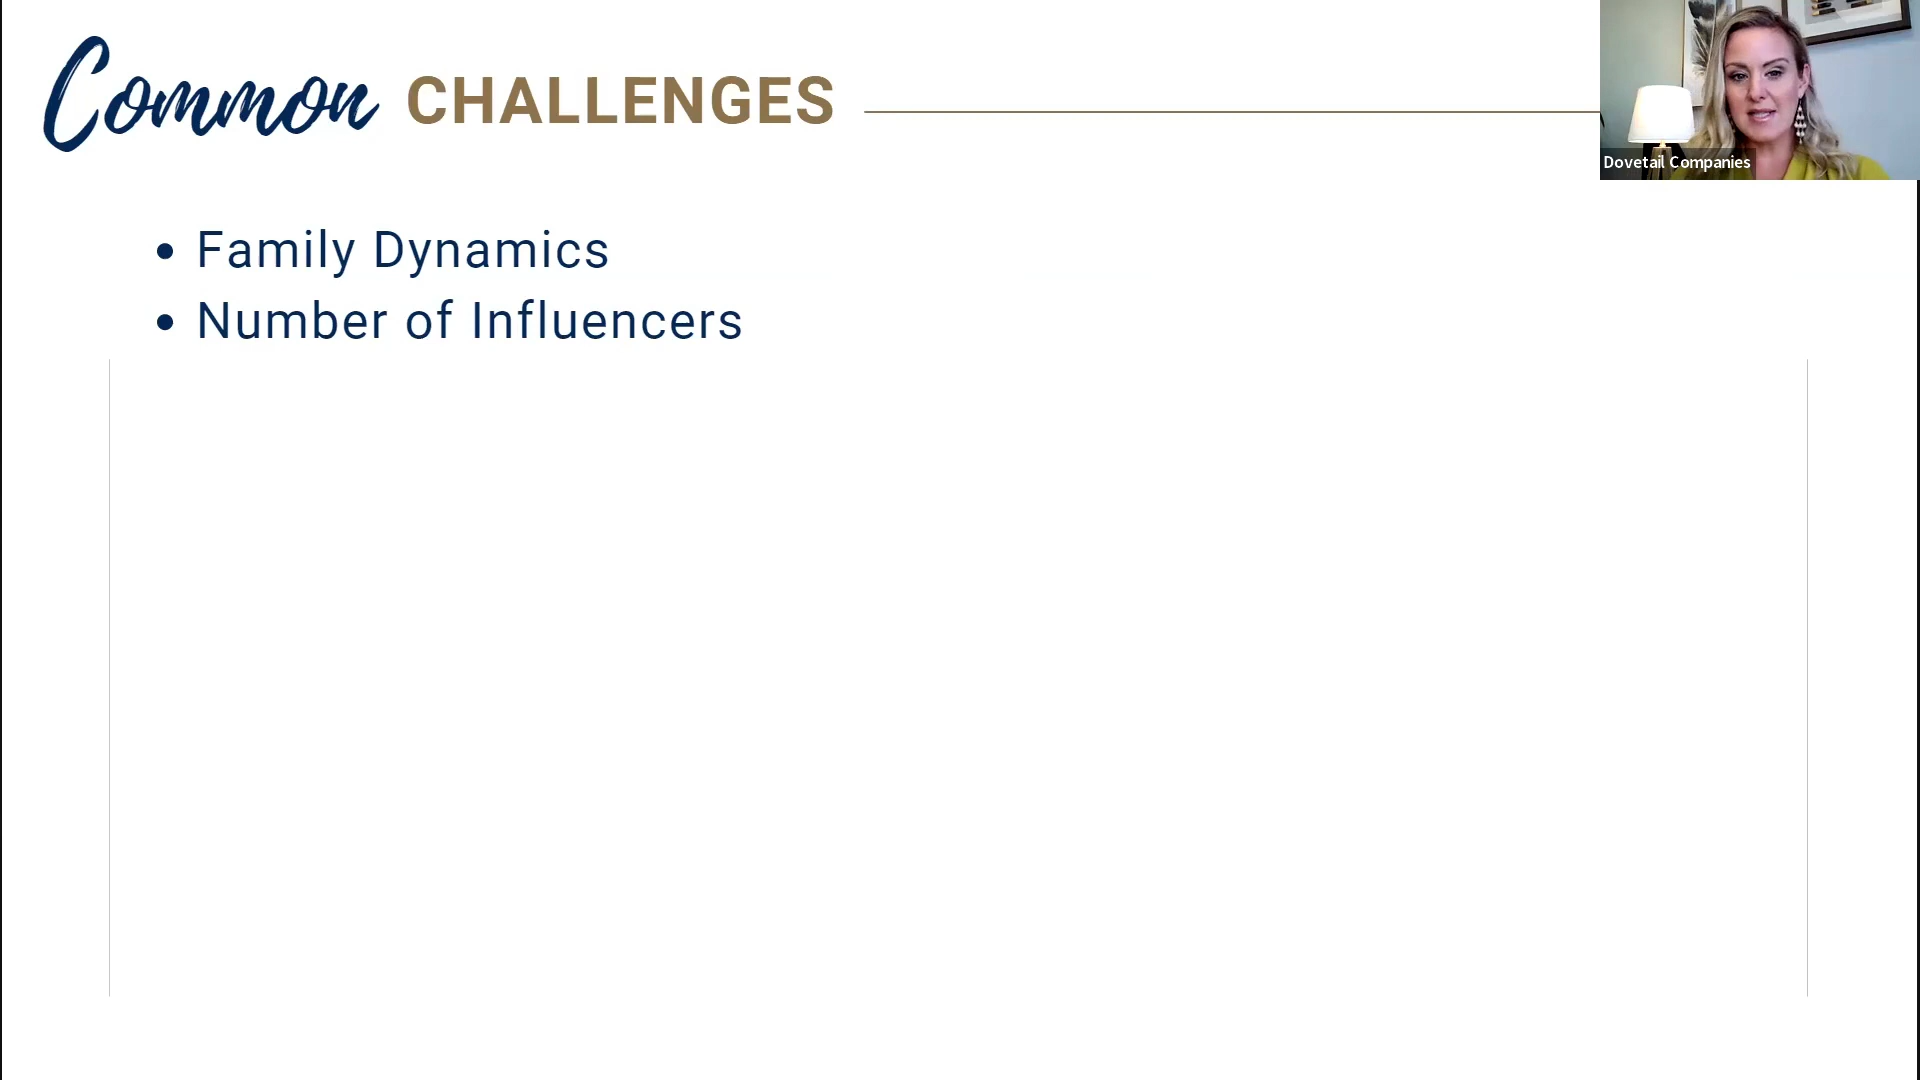 Common CHALLENGES
Dovetail Companies
• Family Dynamics
• Number of Influencers